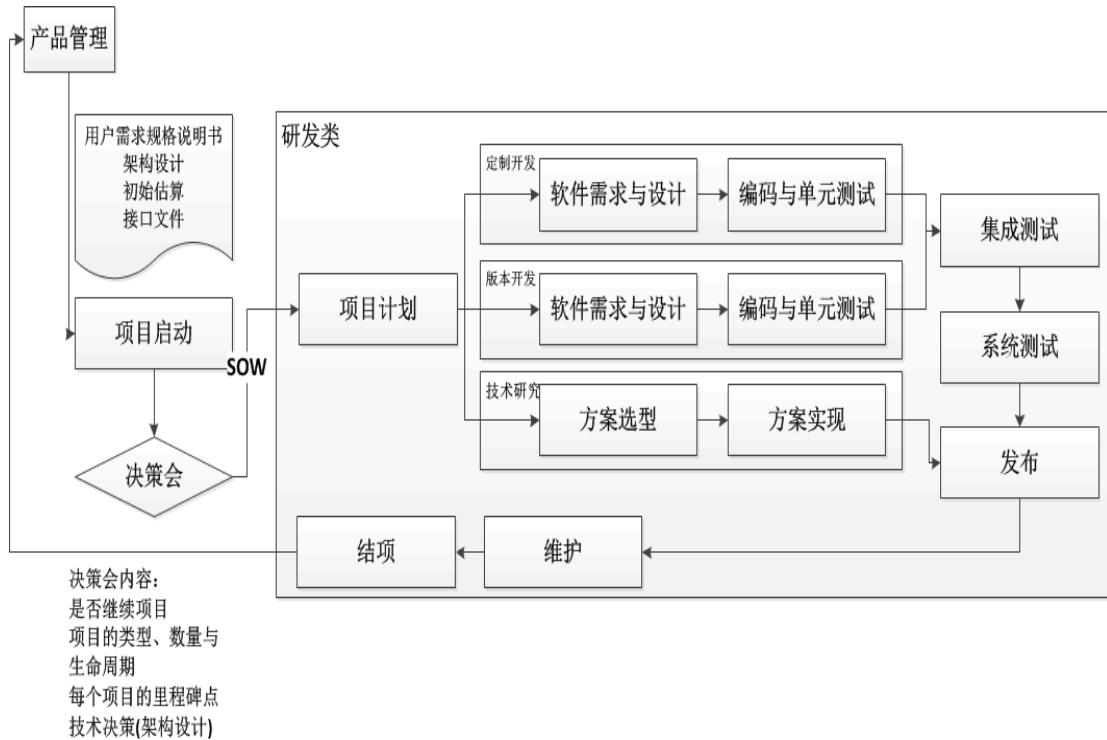 产品管理
用户需求规格说明书
架构设计
初始估算
接口文件
项目启动
SOW
决策会
决策会内容：
是否继续项目
项目的类型、数量与
生命周期
每个项目的里程碑点
技术决策(架构设计)
研发类
项目计划
定制开发
软件需求与设计
编码与单元测试
版本开发
软件需求与设计
编码与单元测试
技术研究
方案选型
方案实现
集成测试
系统测试
发布
维护
结项